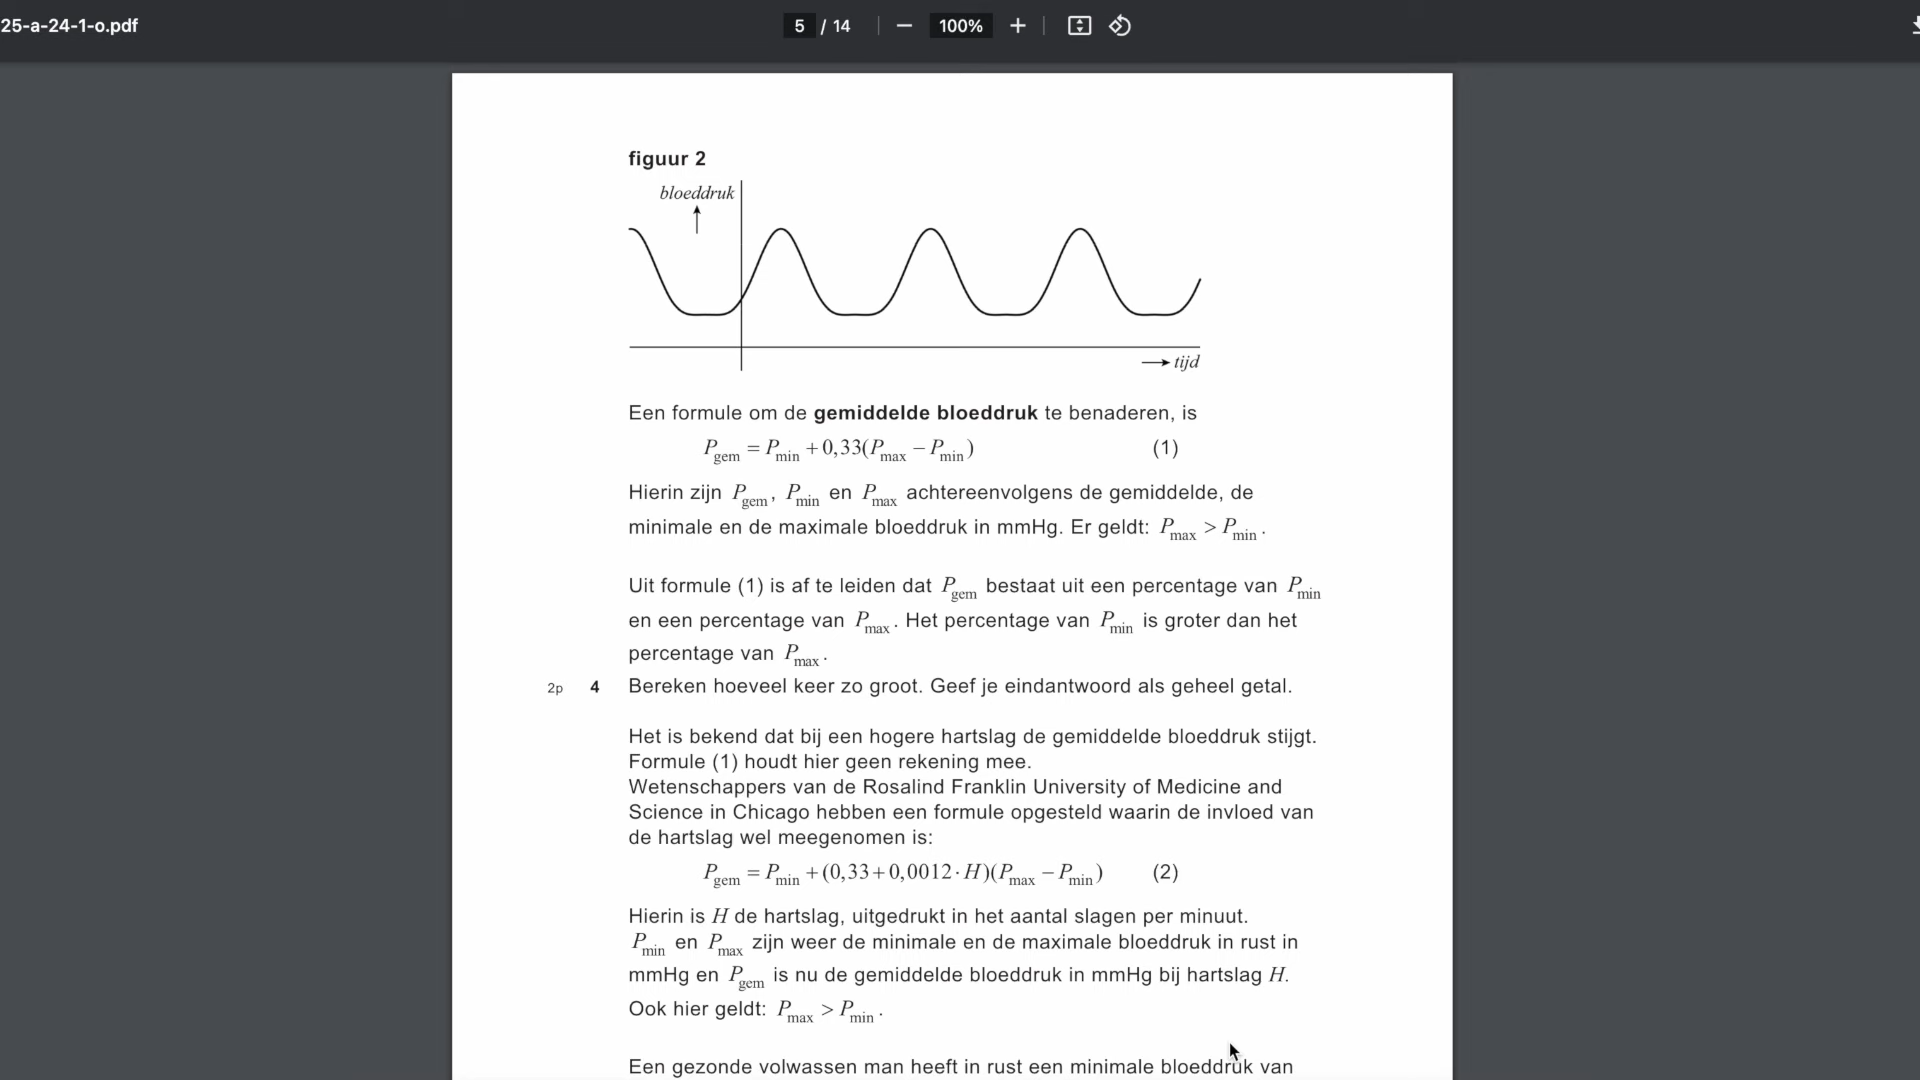 25-a-24-1-o.pdf
5 / 14
100%
figuur 2
bloeddruk
tijd
Een formule om de gemiddelde bloeddruk te benaderen, is
P_gem = P_min + 0,33(P_max − P_min) (1)
Hierin zijn P_gem, P_min en P_max achtereenvolgens de gemiddelde, de
minimale en de maximale bloeddruk in mmHg. Er geldt: P_max > P_min.
Uit formule (1) is af te leiden dat P_gem bestaat uit een percentage van P_min
en een percentage van P_max. Het percentage van P_min is groter dan het
percentage van P_max.
2p 4 Bereken hoeveel keer zo groot. Geef je eindantwoord als geheel getal.
Het is bekend dat bij een hogere hartslag de gemiddelde bloeddruk stijgt.
Formule (1) houdt hier geen rekening mee.
Wetenschappers van de Rosalind Franklin University of Medicine and
Science in Chicago hebben een formule opgesteld waarin de invloed van
de hartslag wel meegenomen is:
P_gem = P_min + (0,33 + 0,0012 · H)(P_max − P_min) (2)
Hierin is H de hartslag, uitgedrukt in het aantal slagen per minuut.
P_min en P_max zijn weer de minimale en de maximale bloeddruk in rust in
mmHg en P_gem is nu de gemiddelde bloeddruk in mmHg bij hartslag H.
Ook hier geldt: P_max > P_min.
Een gezonde volwassen man heeft in rust een minimale bloeddruk van